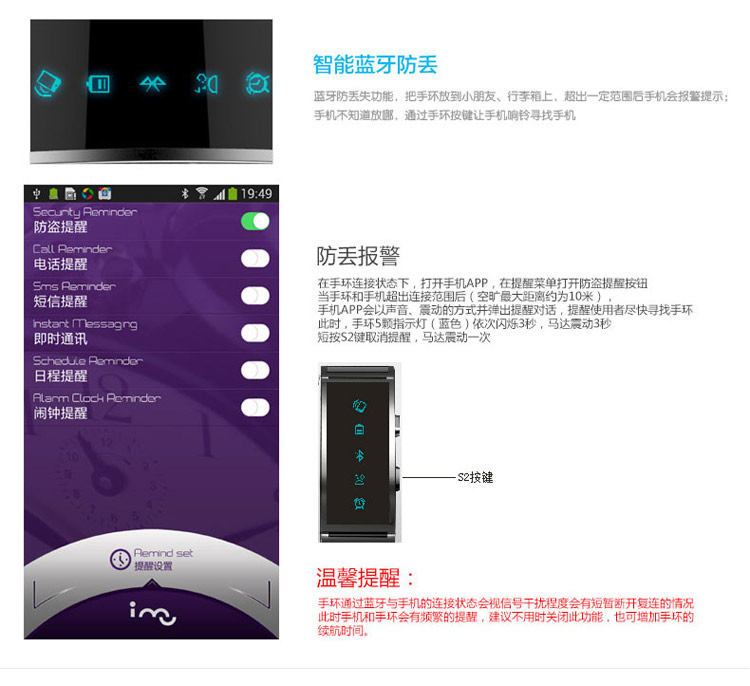 智能蓝牙防丢
蓝牙防丢失功能，把手环放到小朋友、行李箱上，超出一定范围后手机会报警提示；
手机不知道放哪，通过手环按键让手机响铃寻找手机
19:49
Security Reminder
防盗提醒
Call Reminder
电话提醒
Sms Reminder
短信提醒
Instant Messaging
即时通讯
Schedule Reminder
日程提醒
Alarm Clock Reminder
闹钟提醒
Remind set
提醒设置
imu
防丢报警
在手环连接状态下，打开手机APP，在提醒菜单打开防盗提醒按钮
当手环和手机超出连接范围后（空旷最大距离约为10米），
手机APP会以声音、震动的方式并弹出提醒对话，提醒使用者尽快寻找手环
此时，手环5颗指示灯（蓝色）依次闪烁3秒，马达震动3秒
短按S2键取消提醒，马达震动一次
S2按键
温馨提醒：
手环通过蓝牙与手机的连接状态会视信号干扰程度会有短暂断开复连的情况
此时手机和手环会有频繁的提醒，建议不用时关闭此功能，也可增加手环的
续航时间。